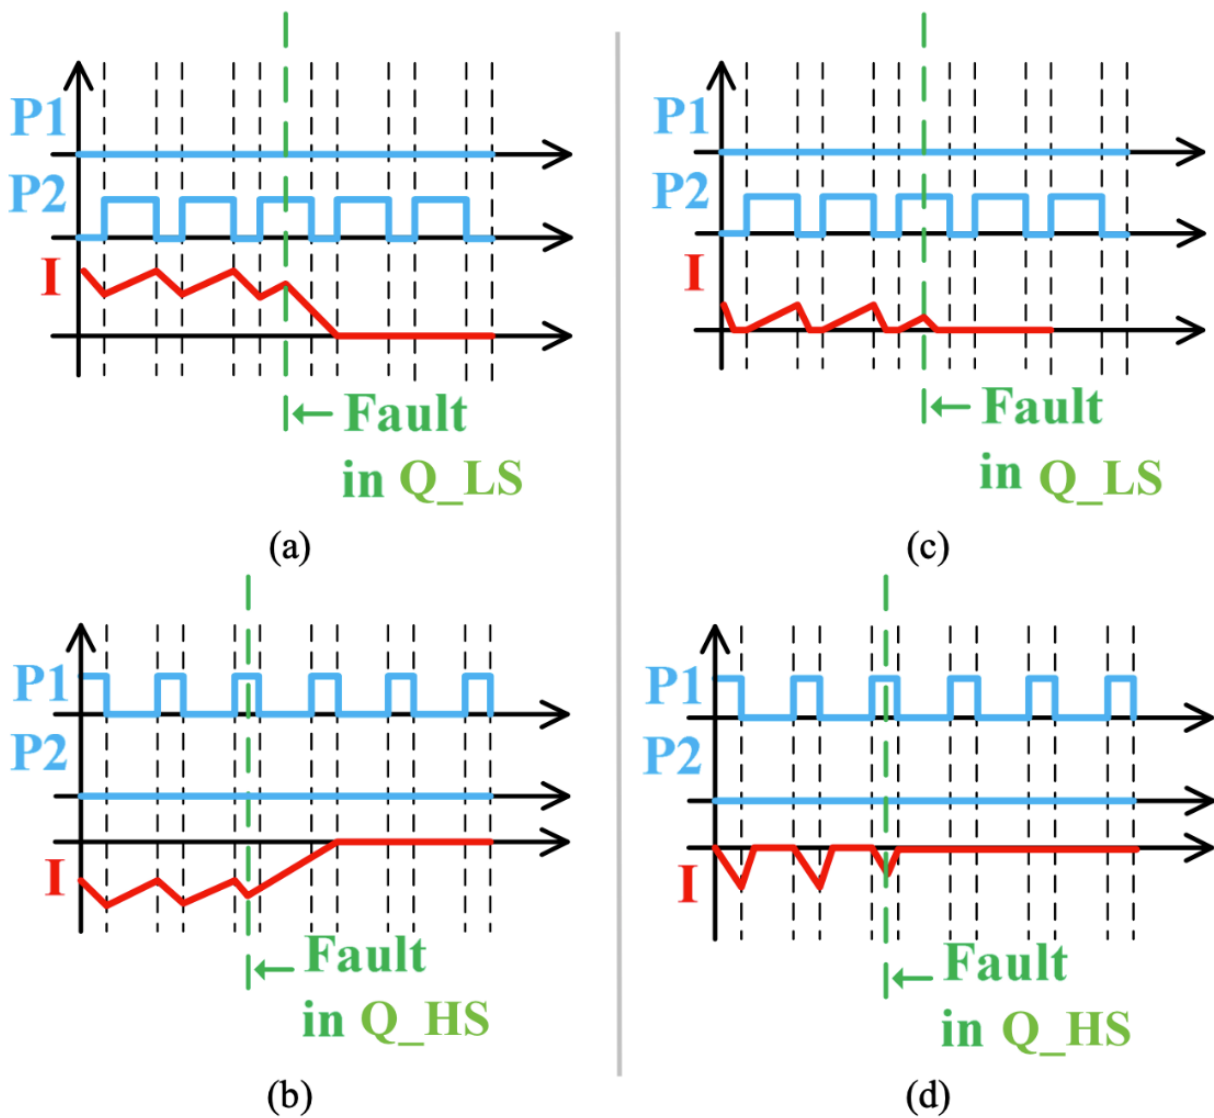 P1
P2
I
← Fault
in Q_LS
(a)
P1
P2
I
← Fault
in Q_LS
(c)
P1
P2
I
← Fault
in Q_HS
(b)
P1
P2
I
← Fault
in Q_HS
(d)